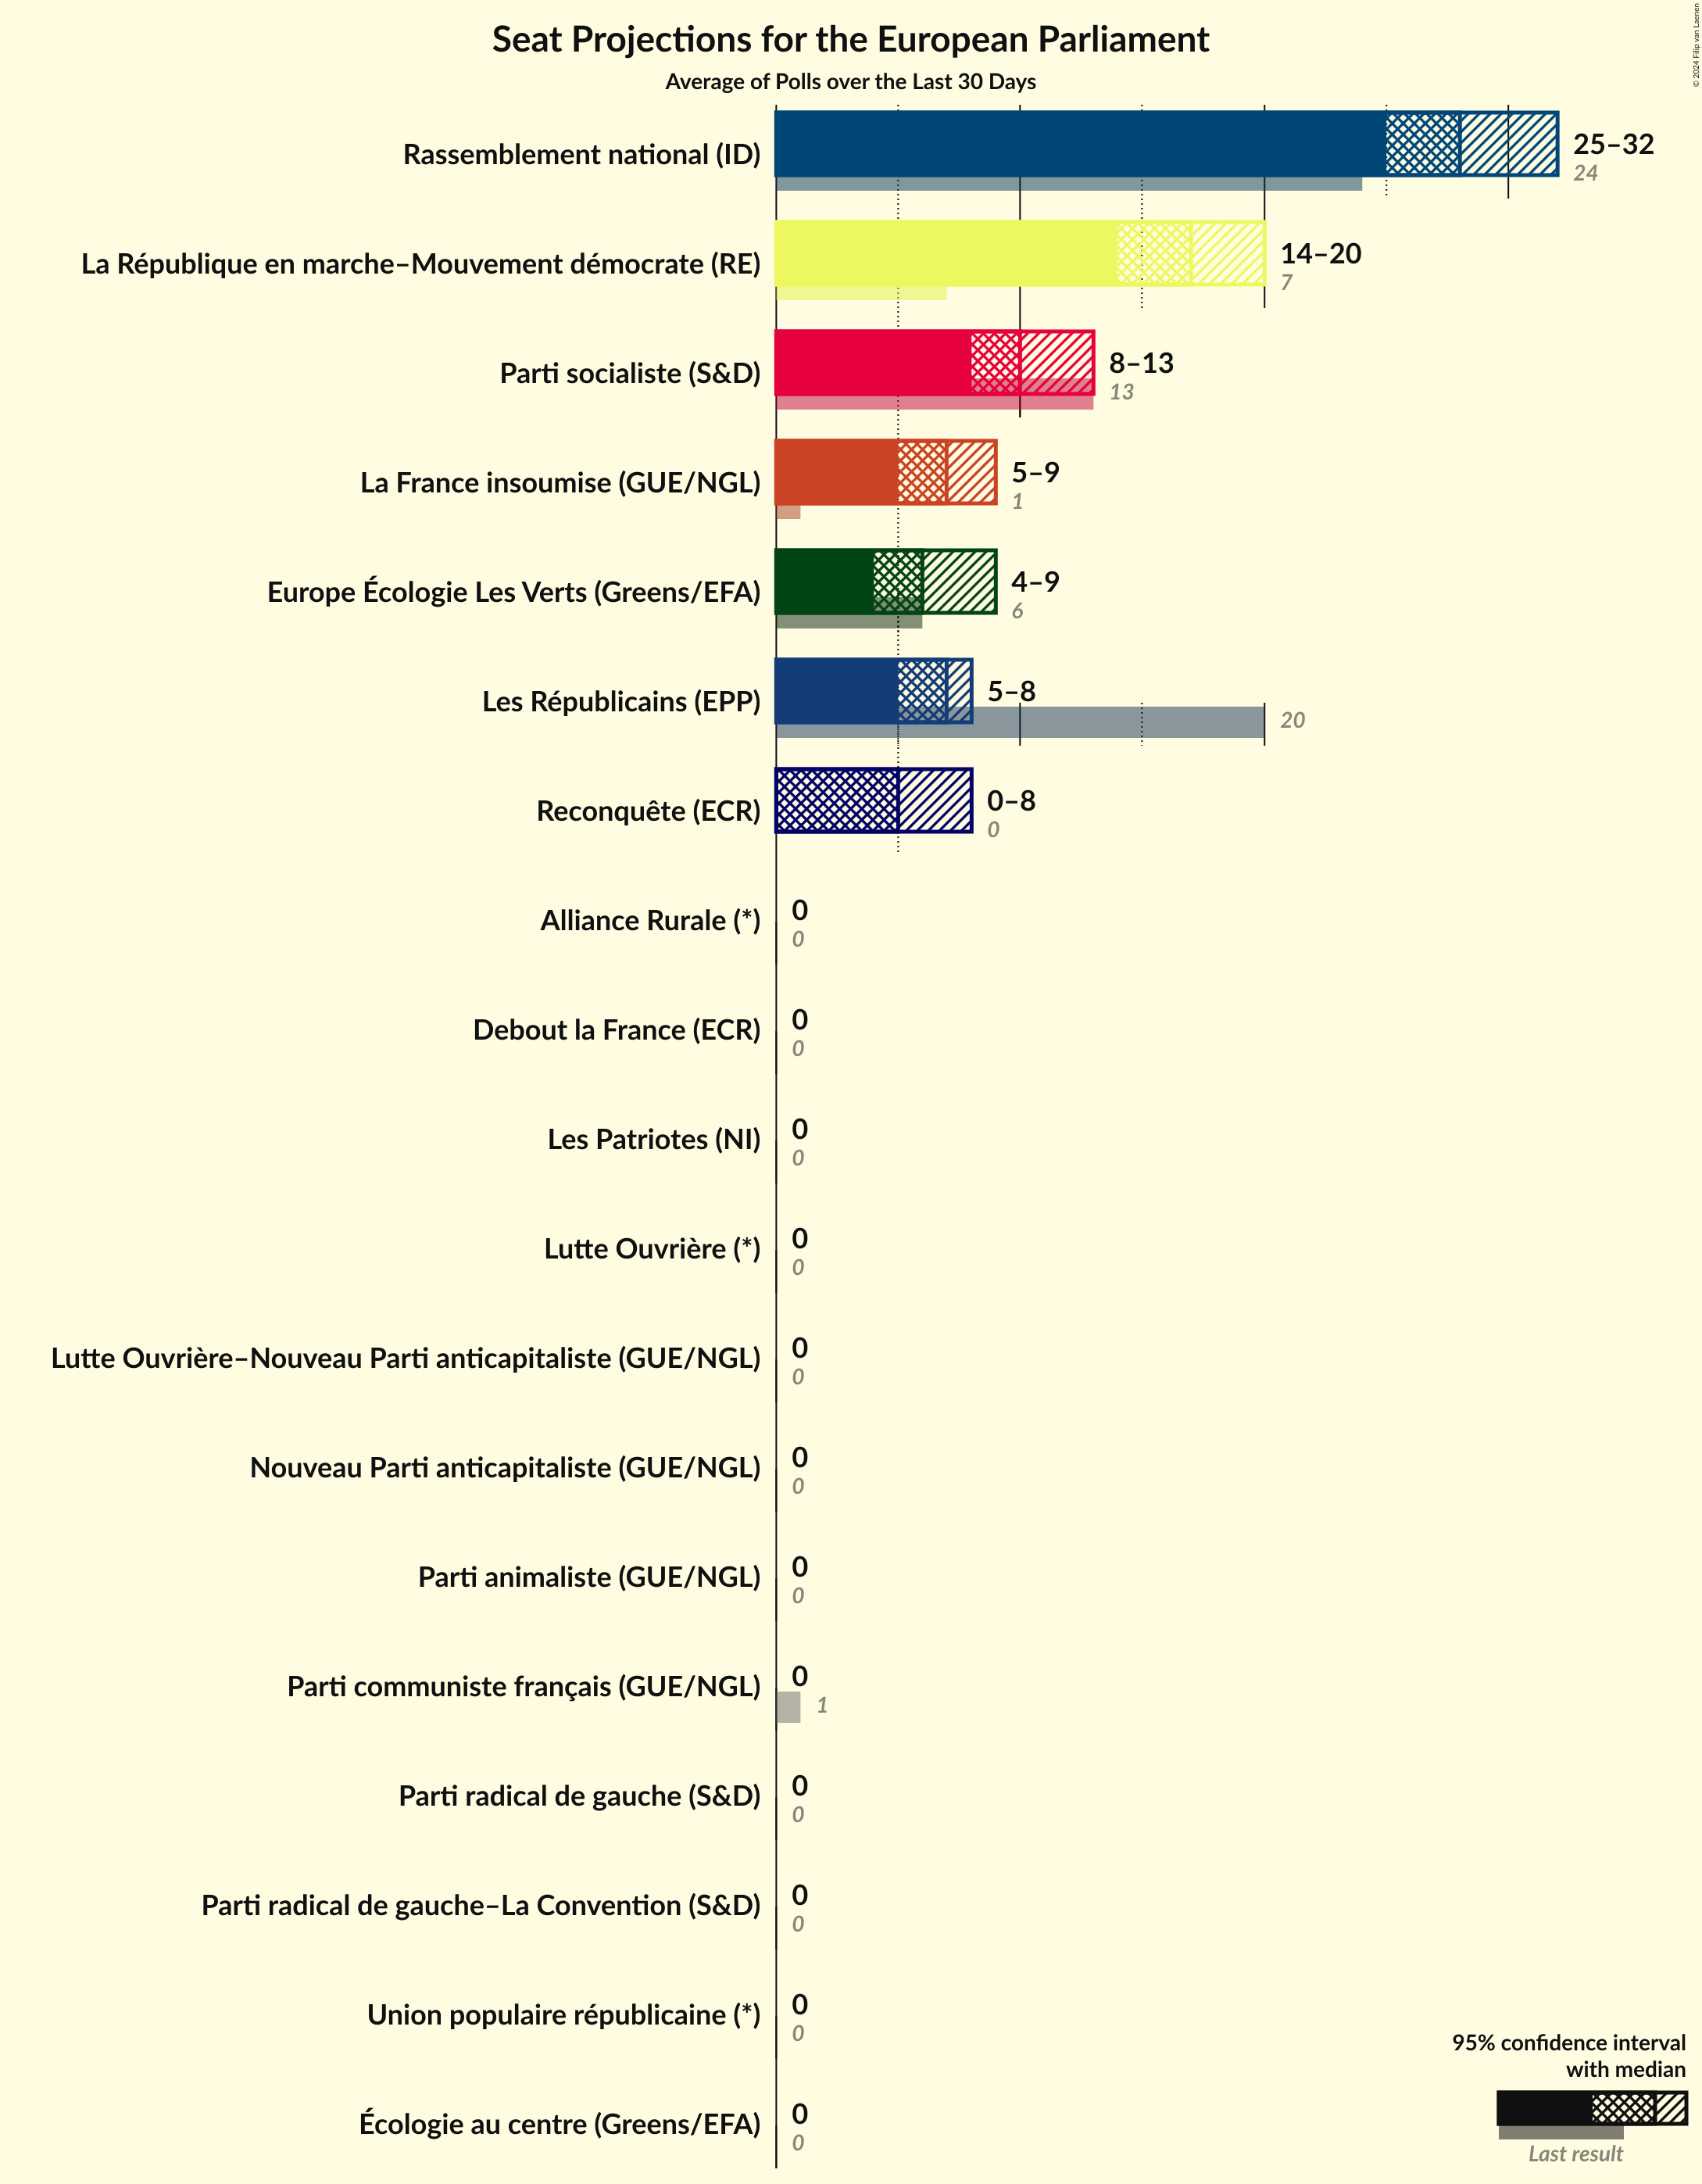 Seat Projections for the European Parliament
Average of Polls over the Last 30 Days
© 2024 Filip van Laenen
Rassemblement national (ID)
25–32
24
La République en marche–Mouvement démocrate (RE)
14–20
7
Parti socialiste (S&D)
8–13
13
La France insoumise (GUE/NGL)
5–9
1
Europe Écologie Les Verts (Greens/EFA)
4–9
6
Les Républicains (EPP)
5–8
20
Reconquête (ECR)
0–8
0
Alliance Rurale (*)
0
0
Debout la France (ECR)
0
0
Les Patriotes (NI)
0
0
Lutte Ouvrière (*)
0
0
Lutte Ouvrière–Nouveau Parti anticapitaliste (GUE/NGL)
0
0
Nouveau Parti anticapitaliste (GUE/NGL)
0
0
Parti animaliste (GUE/NGL)
0
0
Parti communiste français (GUE/NGL)
0
1
Parti radical de gauche (S&D)
0
0
Parti radical de gauche–La Convention (S&D)
0
0
Union populaire républicaine (*)
0
0
Écologie au centre (Greens/EFA)
0
0
95% confidence interval
with median
Last result